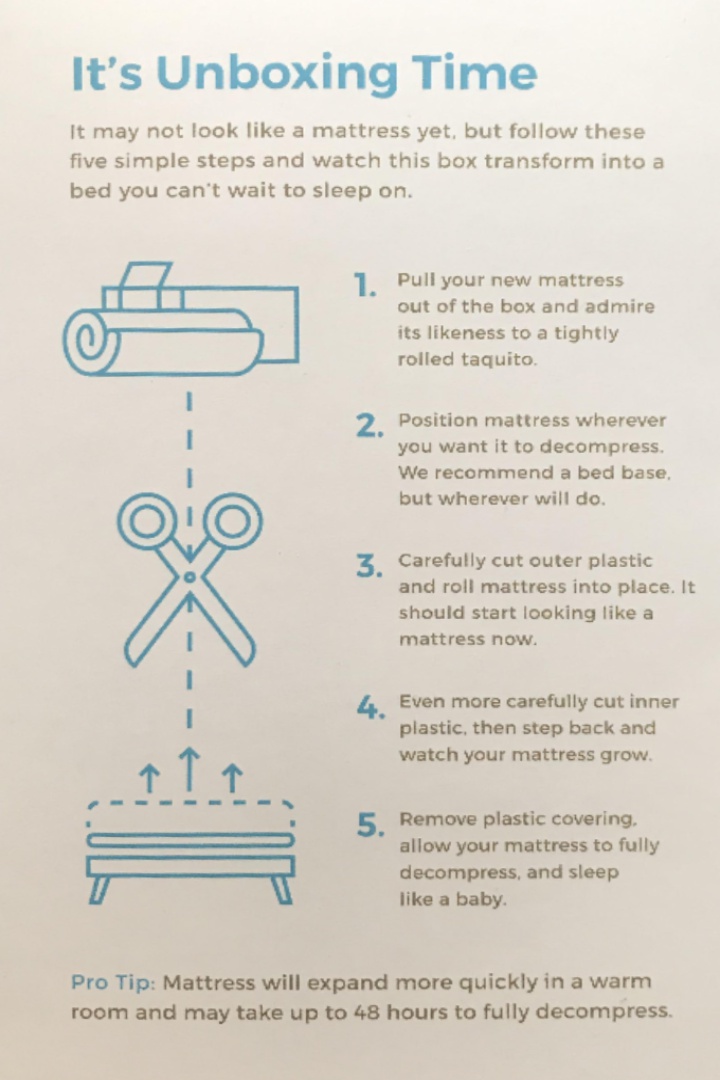 It's Unboxing Time
It may not look like a mattress yet, but follow these
five simple steps and watch this box transform into a
bed you can't wait to sleep on.
1. Pull your new mattress
out of the box and admire
its likeness to a tightly
rolled taquito.
2. Position mattress wherever
you want it to decompress.
We recommend a bed base,
but wherever will do.
3. Carefully cut outer plastic
and roll mattress into place. It
should start looking like a
mattress now.
4. Even more carefully cut inner
plastic, then step back and
watch your mattress grow.
5. Remove plastic covering,
allow your mattress to fully
decompress, and sleep
like a baby.
Pro Tip: Mattress will expand more quickly in a warm
room and may take up to 48 hours to fully decompress.